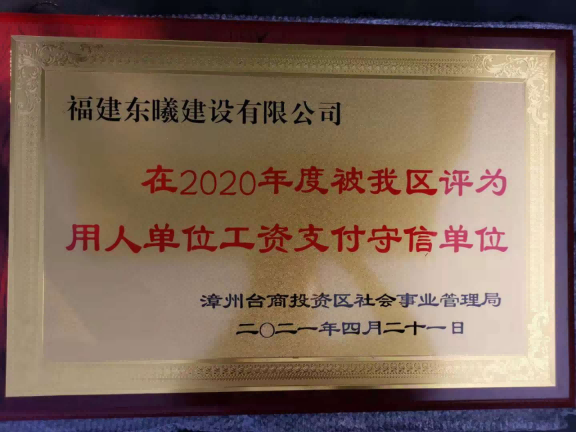 福建东曦建设有限公司
在2020年度被我区评为
用人单位工资支付守信单位
漳州台商投资区社会事业管理局
二〇二一年四月二十一日